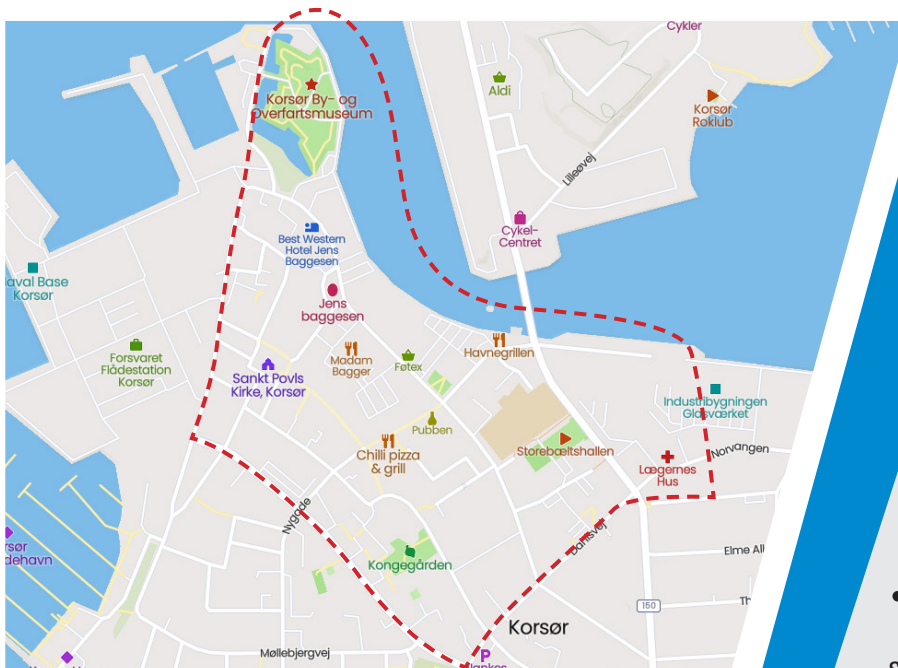 Cykler
Aldi
Korsør
Roklub
Korsør By- og
Overfartsmuseum
Lilleøvej
Cykel-
Centret
Best Western
Hotel Jens
Baggesen
Naval Base
Korsør
Jens
baggesen
Forsvaret
Flådestation
Korsør
Madam
Bagger
Føtex
Havnegrillen
Sankt Povls
Kirke, Korsør
Industribygningen
Glasværket
Pubben
Chilli pizza
& grill
Storebæltshallen
Norvangen
Lægernes
Hus
Nygade
Dahlsvej
Elme All
Kongegården
Th
150
Korsør
Møllebjergvej
P